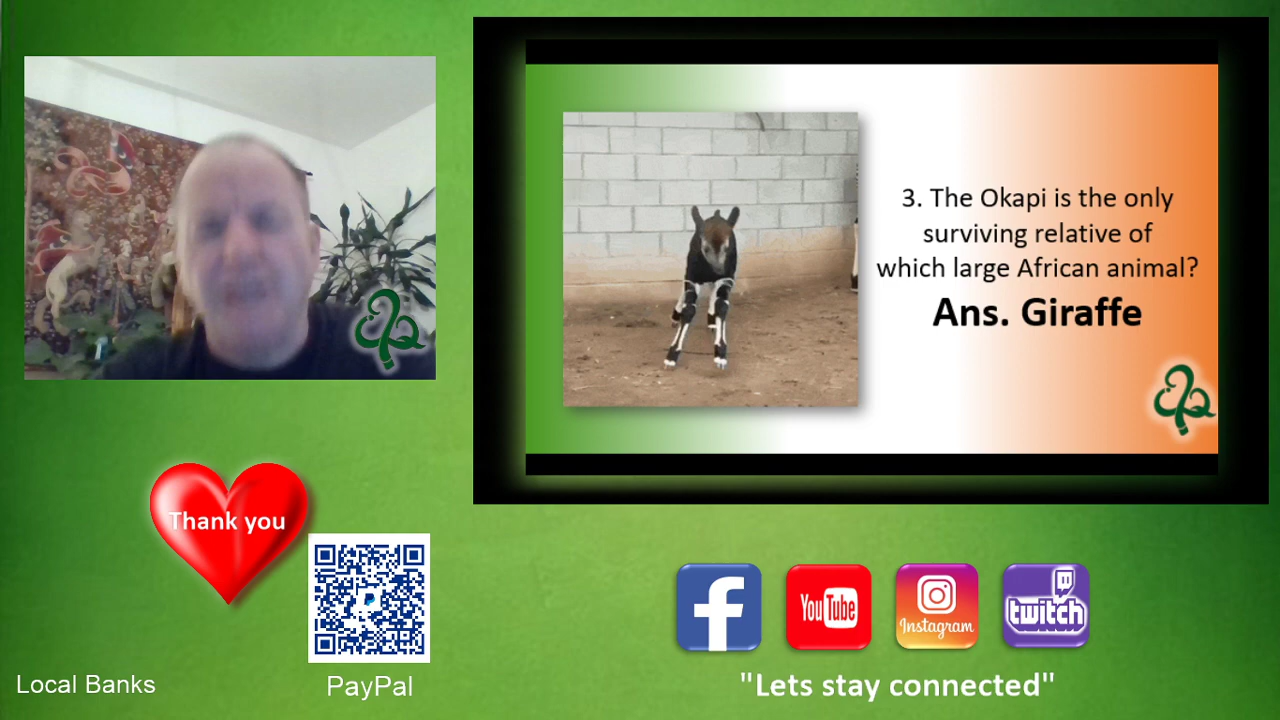 3. The Okapi is the only
surviving relative of
which large African animal?
Ans. Giraffe
Thank you
Local Banks
PayPal
YouTube
Instagram
twitch
"Lets stay connected"